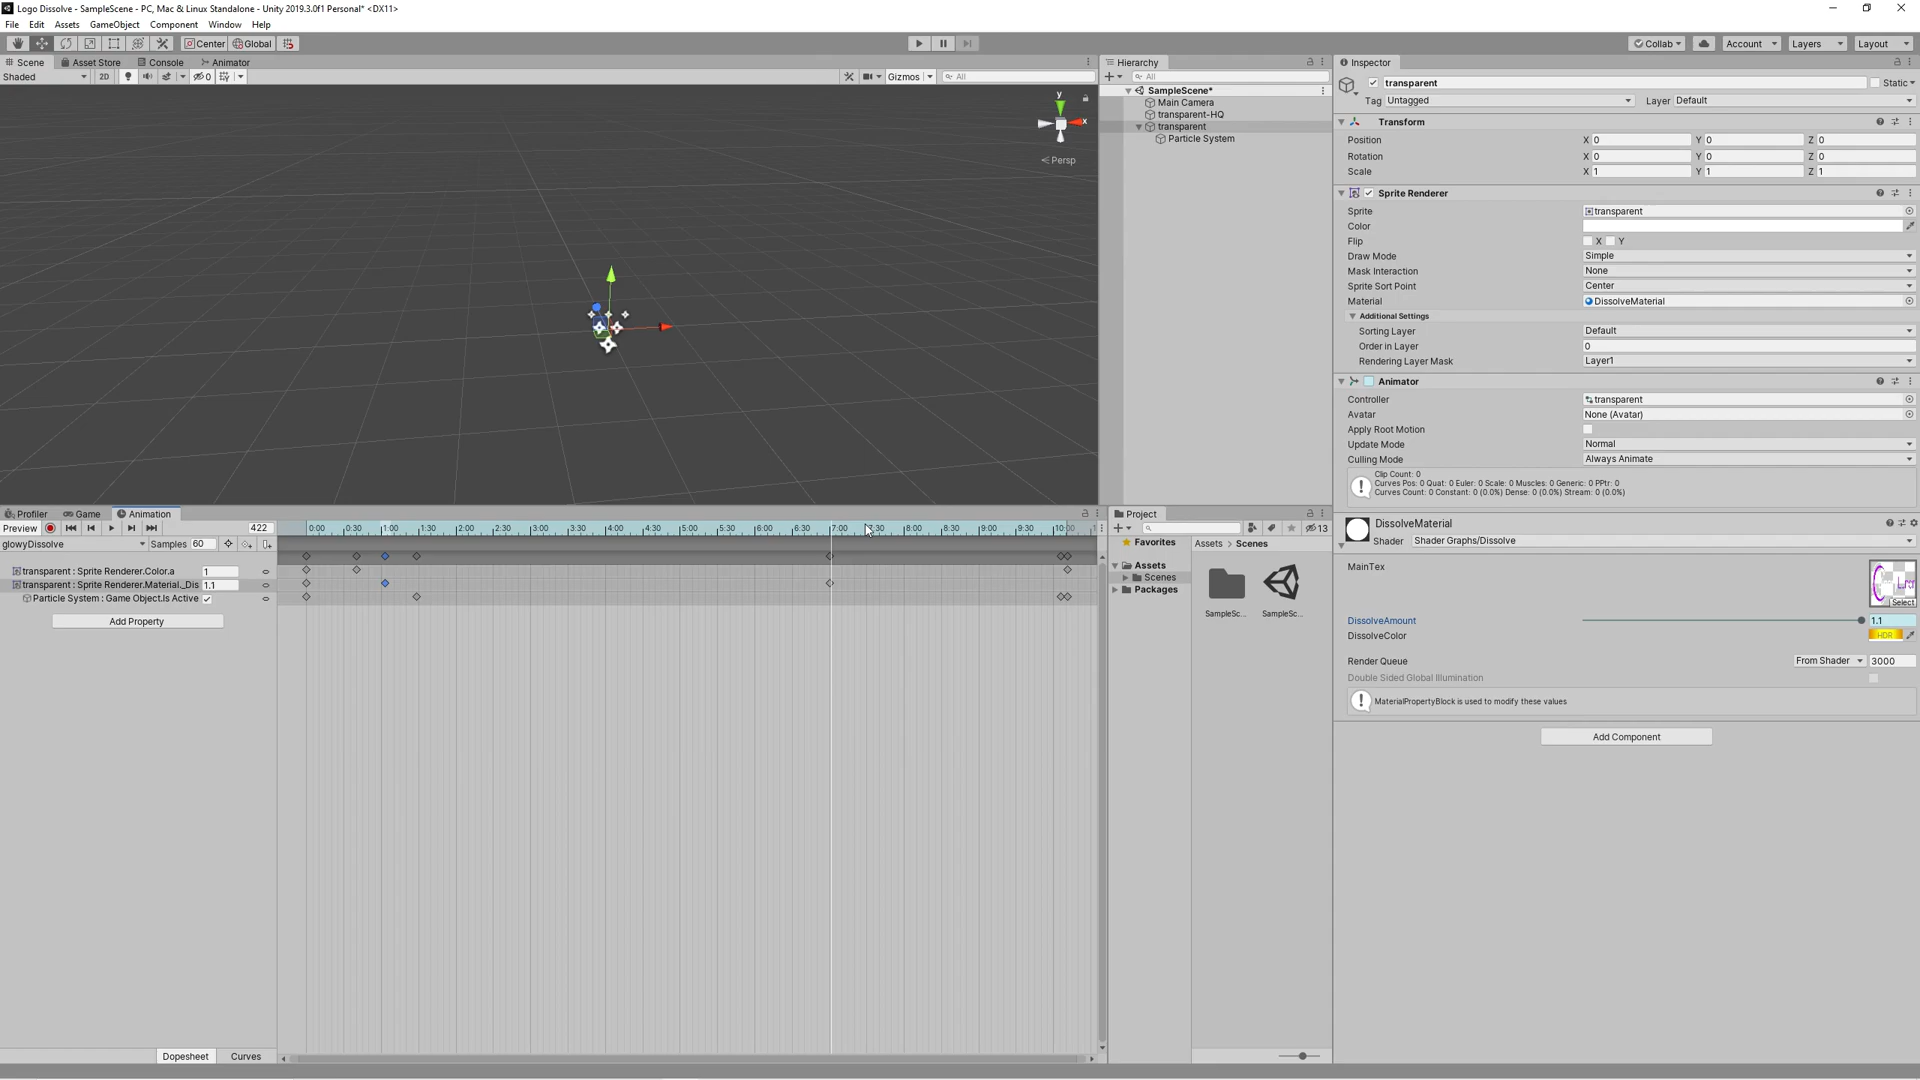 Logo Dissolve - SampleScene - PC, Mac & Linux Standalone - Unity 2019.3.0f1 Personal* <DX11>
File Edit Assets GameObject Component Window Help
Center Global Collab Account Layers Layout
Scene Asset Store Console Animator
Shaded 2D 0 Gizmos All
y
x
Persp
Hierarchy
All
SampleScene*
Main Camera
transparent-HQ
transparent
Particle System
Inspector
transparent Static
Tag Untagged Layer Default
Transform
Position X 0 Y 0 Z 0
Rotation X 0 Y 0 Z 0
Scale X 1 Y 1 Z 1
Sprite Renderer
Sprite transparent
Color
Flip X Y
Draw Mode Simple
Mask Interaction None
Sprite Sort Point Center
Material DissolveMaterial
Additional Settings
Sorting Layer Default
Order in Layer 0
Rendering Layer Mask Layer1
Animator
Controller transparent
Avatar None (Avatar)
Apply Root Motion
Update Mode Normal
Culling Mode Always Animate
Clip Count: 0
Curves Pos: 0 Quat: 0 Euler: 0 Scale: 0 Muscles: 0 Generic: 0 PPtr: 0
Curves Count: 0 Constant: 0 (0.0%) Dense: 0 (0.0%) Stream: 0 (0.0%)
DissolveMaterial
Shader Shader Graphs/Dissolve
MainTex
Select
DissolveAmount 1.1
DissolveColor HDR
Render Queue From Shader 3000
Double Sided Global Illumination
MaterialPropertyBlock is used to modify these values
Add Component
Profiler Game Animation
Preview 422 0:00 0:30 1:00 1:30 2:00 2:30 3:00 3:30 4:00 4:30 5:00 5:30 6:00 6:30 7:00 7:30 8:00 8:30 9:00 9:30 10:00
glowyDissolve Samples 60
transparent : Sprite Renderer.Color.a 1
transparent : Sprite Renderer.Material._Dis 1.1
Particle System : Game Object.Is Active
Add Property
Dopesheet Curves
Project
13
Favorites
Assets
Scenes
Packages
Assets > Scenes
SampleSc... SampleSc...